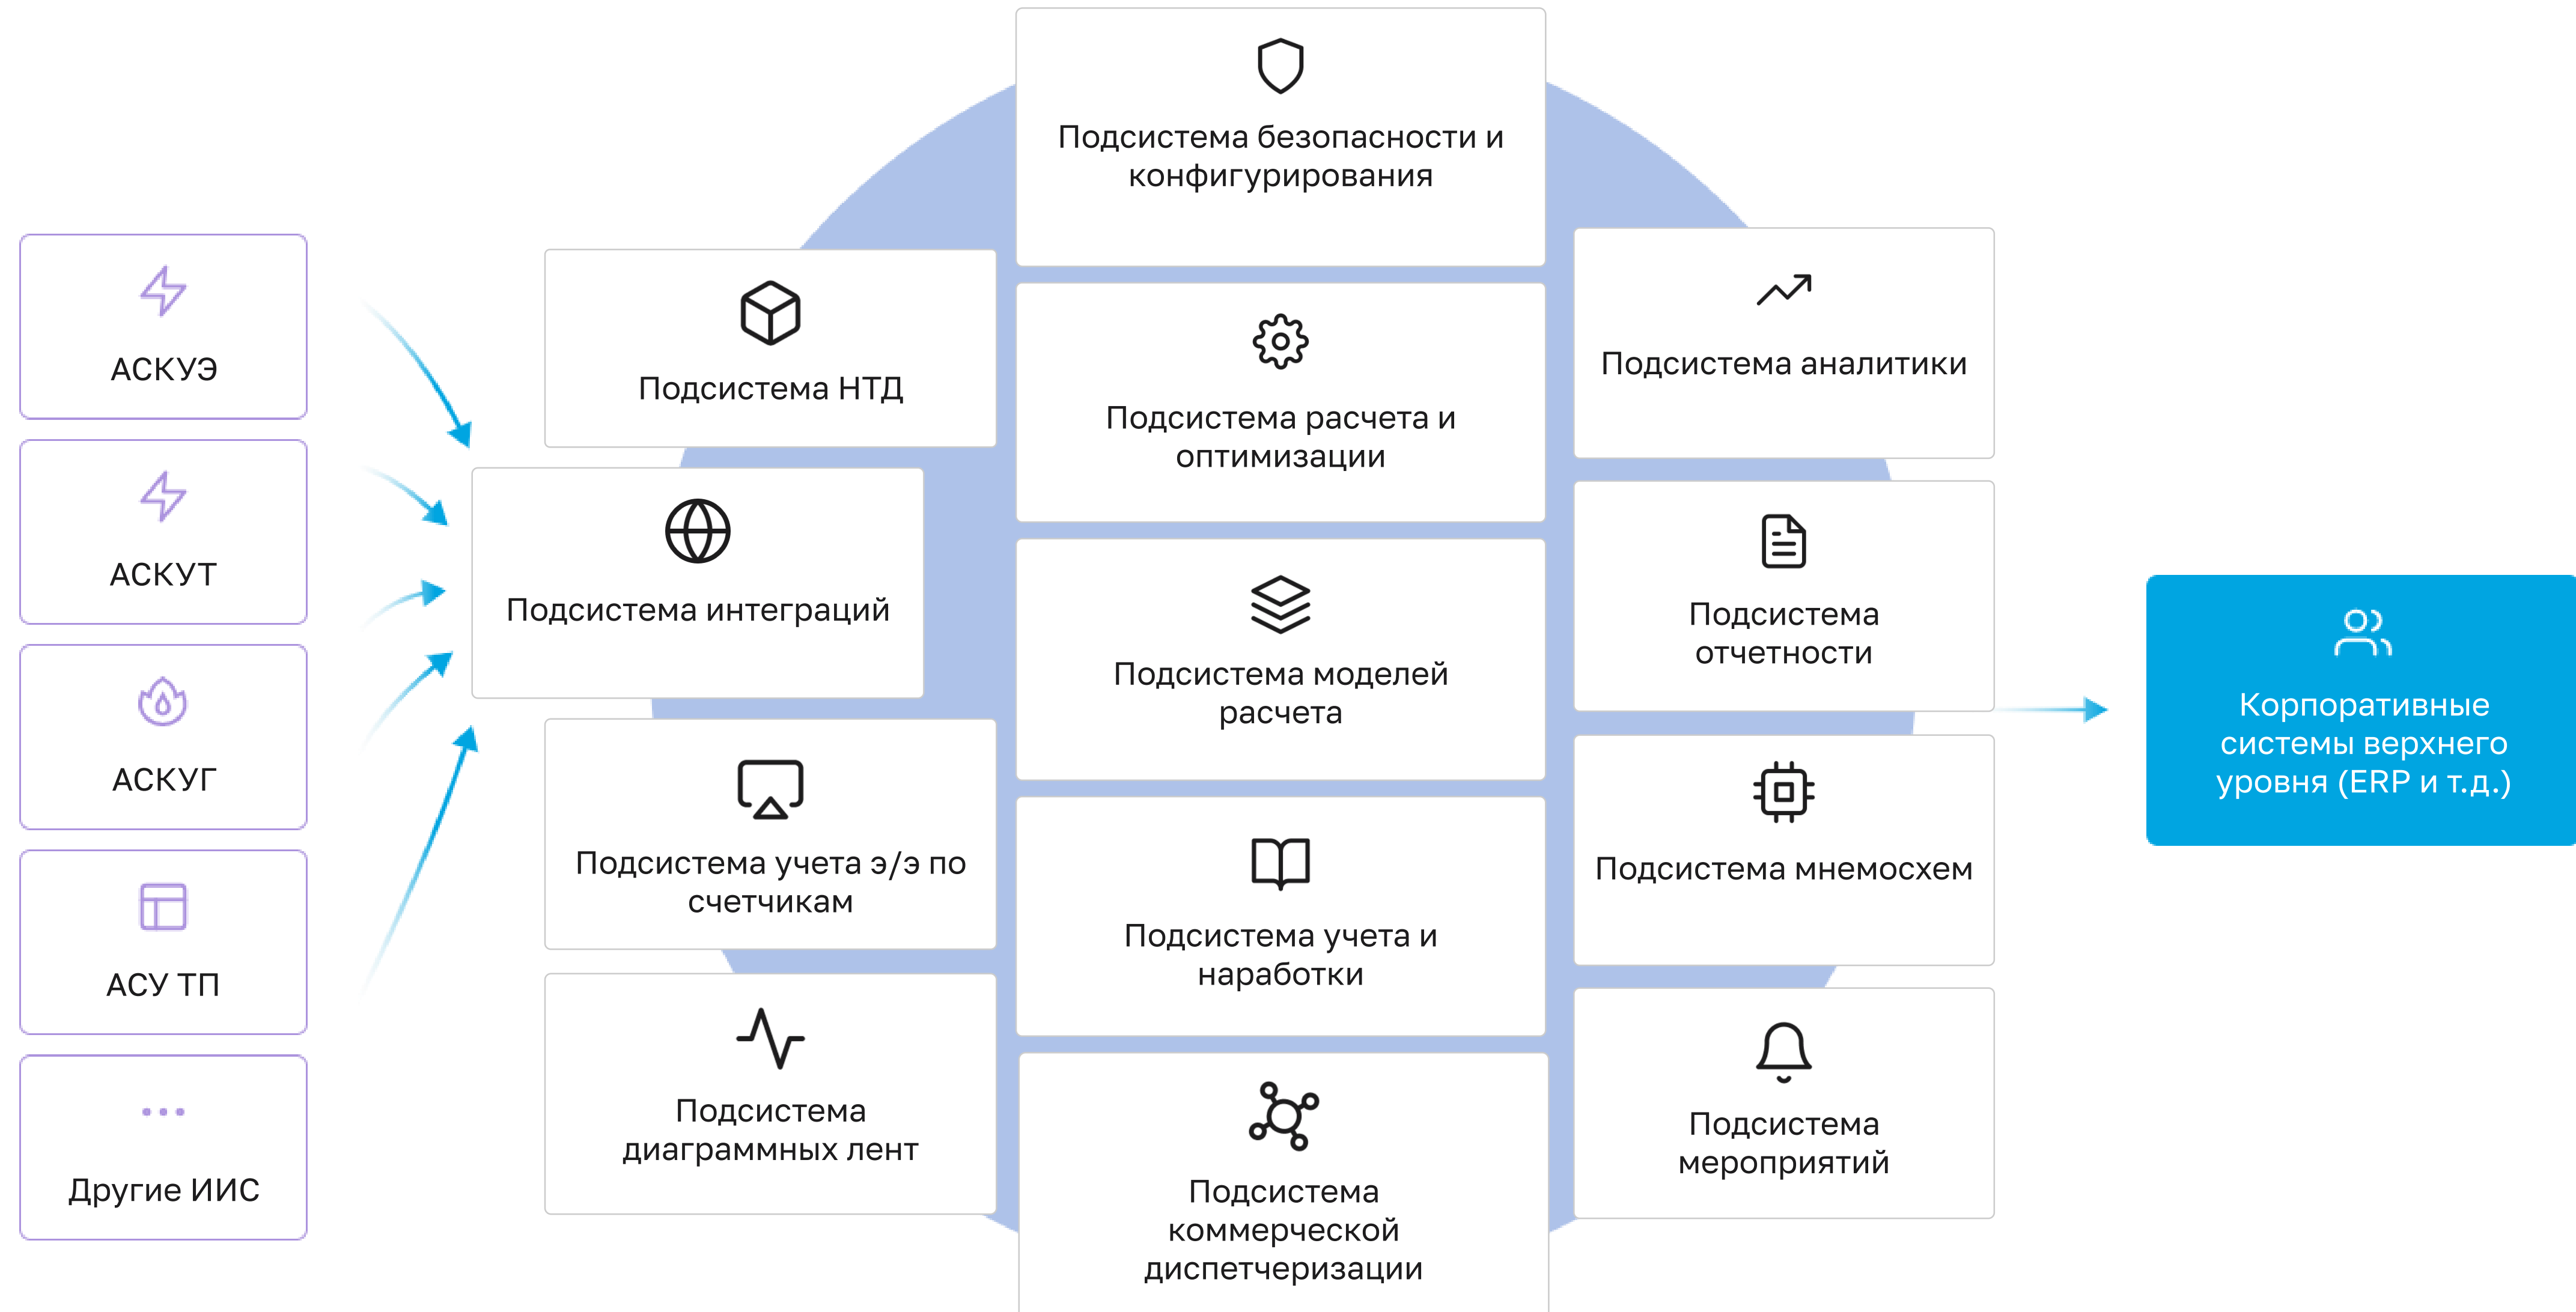 АСКУЭ
АСКУТ
АСКУГ
АСУ ТП
Другие ИИС
Подсистема НТД
Подсистема интеграций
Подсистема учета э/э по
счетчикам
Подсистема
диаграммных лент
Подсистема безопасности и
конфигурирования
Подсистема расчета и
оптимизации
Подсистема моделей
расчета
Подсистема учета и
наработки
Подсистема
коммерческой
диспетчеризации
Подсистема аналитики
Подсистема
отчетности
Подсистема мнемосхем
Подсистема
мероприятий
Корпоративные
системы верхнего
уровня (ERP и т.д.)